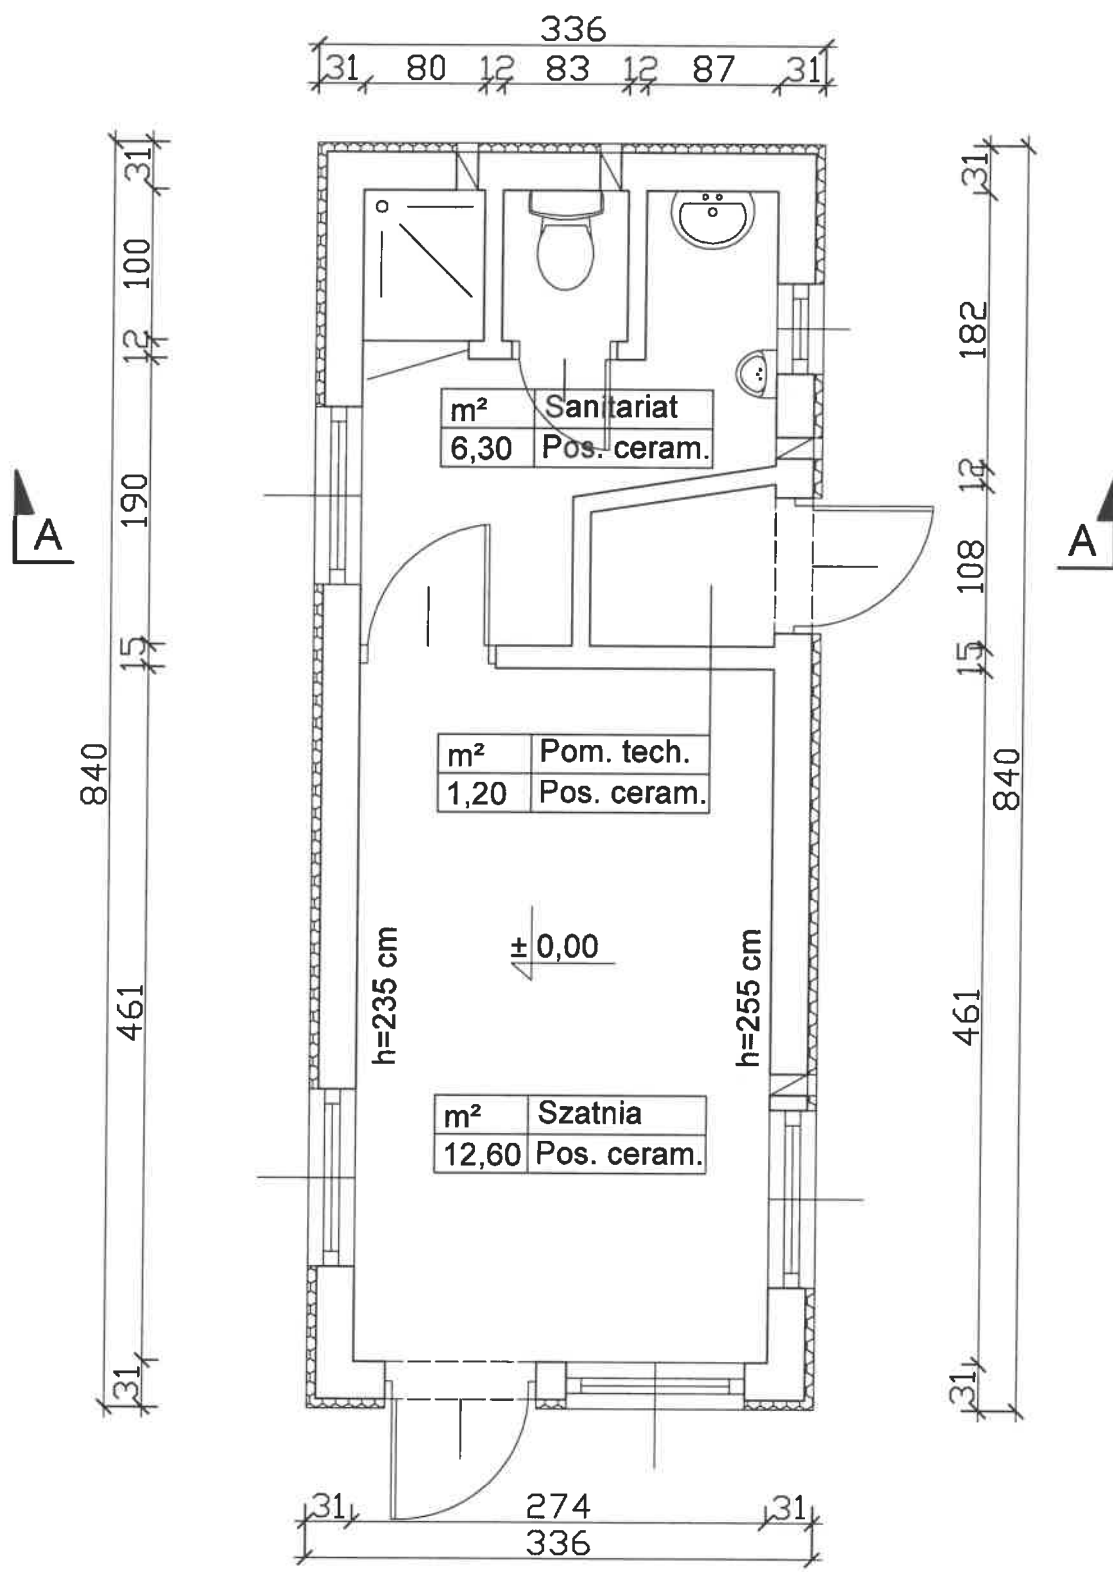 336
31 80 12 83 12 87 31
31
100
12
190
15
461
31
840
31
182
12
108
15
461
31
840
A
A
m² Sanitariat
6,30 Pos. ceram.
m² Pom. tech.
1,20 Pos. ceram.
± 0,00
h=235 cm
h=255 cm
m² Szatnia
12,60 Pos. ceram.
31 274 31
336